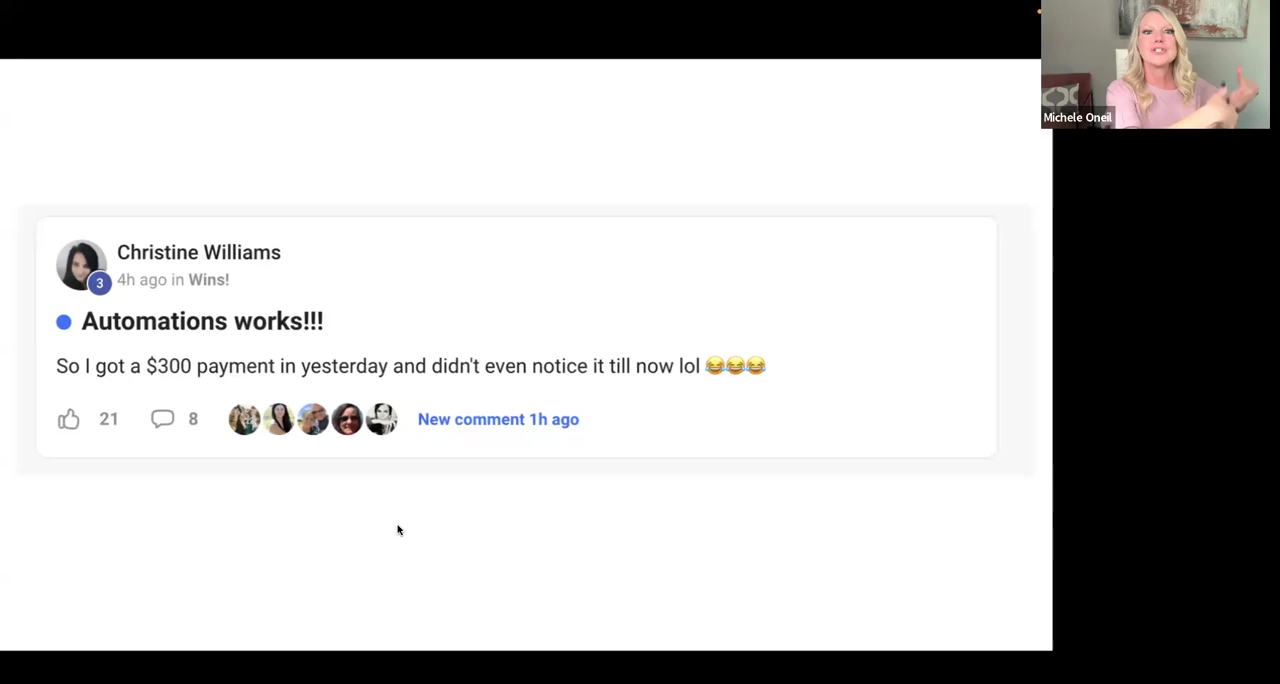 Michele Oneil
Christine Williams
3
4h ago in Wins!
Automations works!!!
So I got a $300 payment in yesterday and didn't even notice it till now lol 😂😂😂
21
8
New comment 1h ago